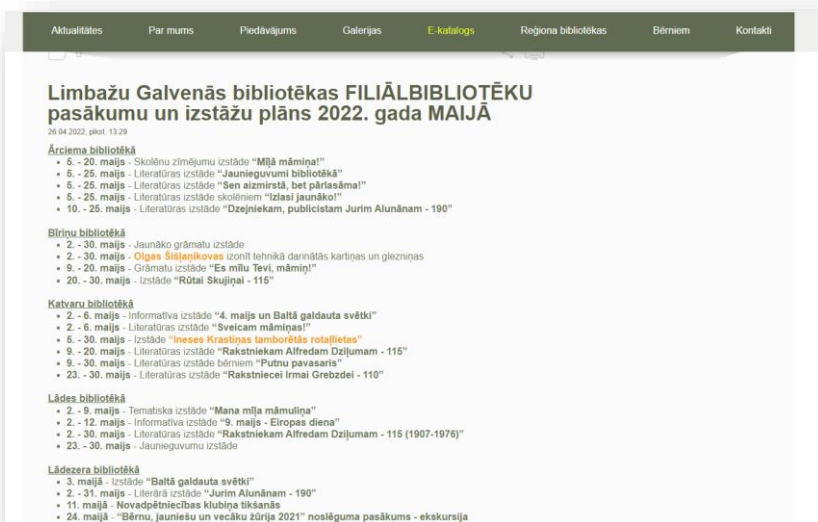 Aktualitātes Par mums Piedāvājums Galerijas E-katalogs Reģiona bibliotēkas Bērniem Kontakti
Limbažu Galvenās bibliotēkas FILIĀLBIBLIOTĒKU
pasākumu un izstāžu plāns 2022. gada MAIJĀ
26.04.2022, plkst. 13:29
Ārciema bibliotēkā
5. - 20. maijs - Skolēnu zīmējumu izstāde “Mīļā māmiņa!”
5. - 25. maijs - Literatūras izstāde “Jaunieguvumi bibliotēkā”
5. - 25. maijs - Literatūras izstāde “Sen aizmirstā, bet pārlasāma!”
5. - 25. maijs - Literatūras izstāde skolēniem “Izlasi jaunāko!”
10. - 25. maijs - Literatūras izstāde “Dzejniekam, publicistam Jurim Alunānam - 190”
Bīriņu bibliotēkā
2. - 30. maijs - Jaunāko grāmatu izstāde
2. - 30. maijs - Olgas Šišļaņikovas izonīt tehnikā darinātās kartiņas un glezniņas
9. - 20. maijs - Grāmatu izstāde “Es mīlu Tevi, māmiņ!”
20. - 30. maijs - Izstāde “Rūtai Skujiņai - 115”
Katvaru bibliotēkā
2. - 6. maijs - Informatīva izstāde “4. maijs un Baltā galdauta svētki”
2. - 6. maijs - Literatūras izstāde “Sveicam māmiņas!”
5. - 30. maijs - Izstāde “Ineses Krastiņas tamborētās rotaļlietas”
9. - 20. maijs - Literatūras izstāde “Rakstniekam Alfredam Dziļumam - 115”
9. - 30. maijs - Literatūras izstāde bērniem “Putnu pavasaris”
23. - 30. maijs - Literatūras izstāde “Rakstniecei Irmai Grebzdei - 110”
Lādes bibliotēkā
2. - 9. maijs - Tematiska izstāde “Mana mīļa māmuliņa”
2. - 12. maijs - Informatīva izstāde “9. maijs - Eiropas diena”
2. - 30. maijs - Literatūras izstāde “Rakstniekam Alfredam Dziļumam - 115 (1907-1976)”
23. - 30. maijs - Jaunieguvumu izstāde
Lādezera bibliotēkā
3. maijā - Izstāde “Baltā galdauta svētki”
2. - 31. maijs - Literārā izstāde “Jurim Alunānam - 190”
11. maijā - Novadpētniecības klubiņa tikšanās
24. maijā - “Bērnu, jauniešu un vecāku žūrija 2021” noslēguma pasākums - ekskursija